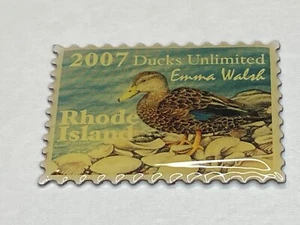 2007 Ducks Unlimited
Emma Walsh
Rhode
Island